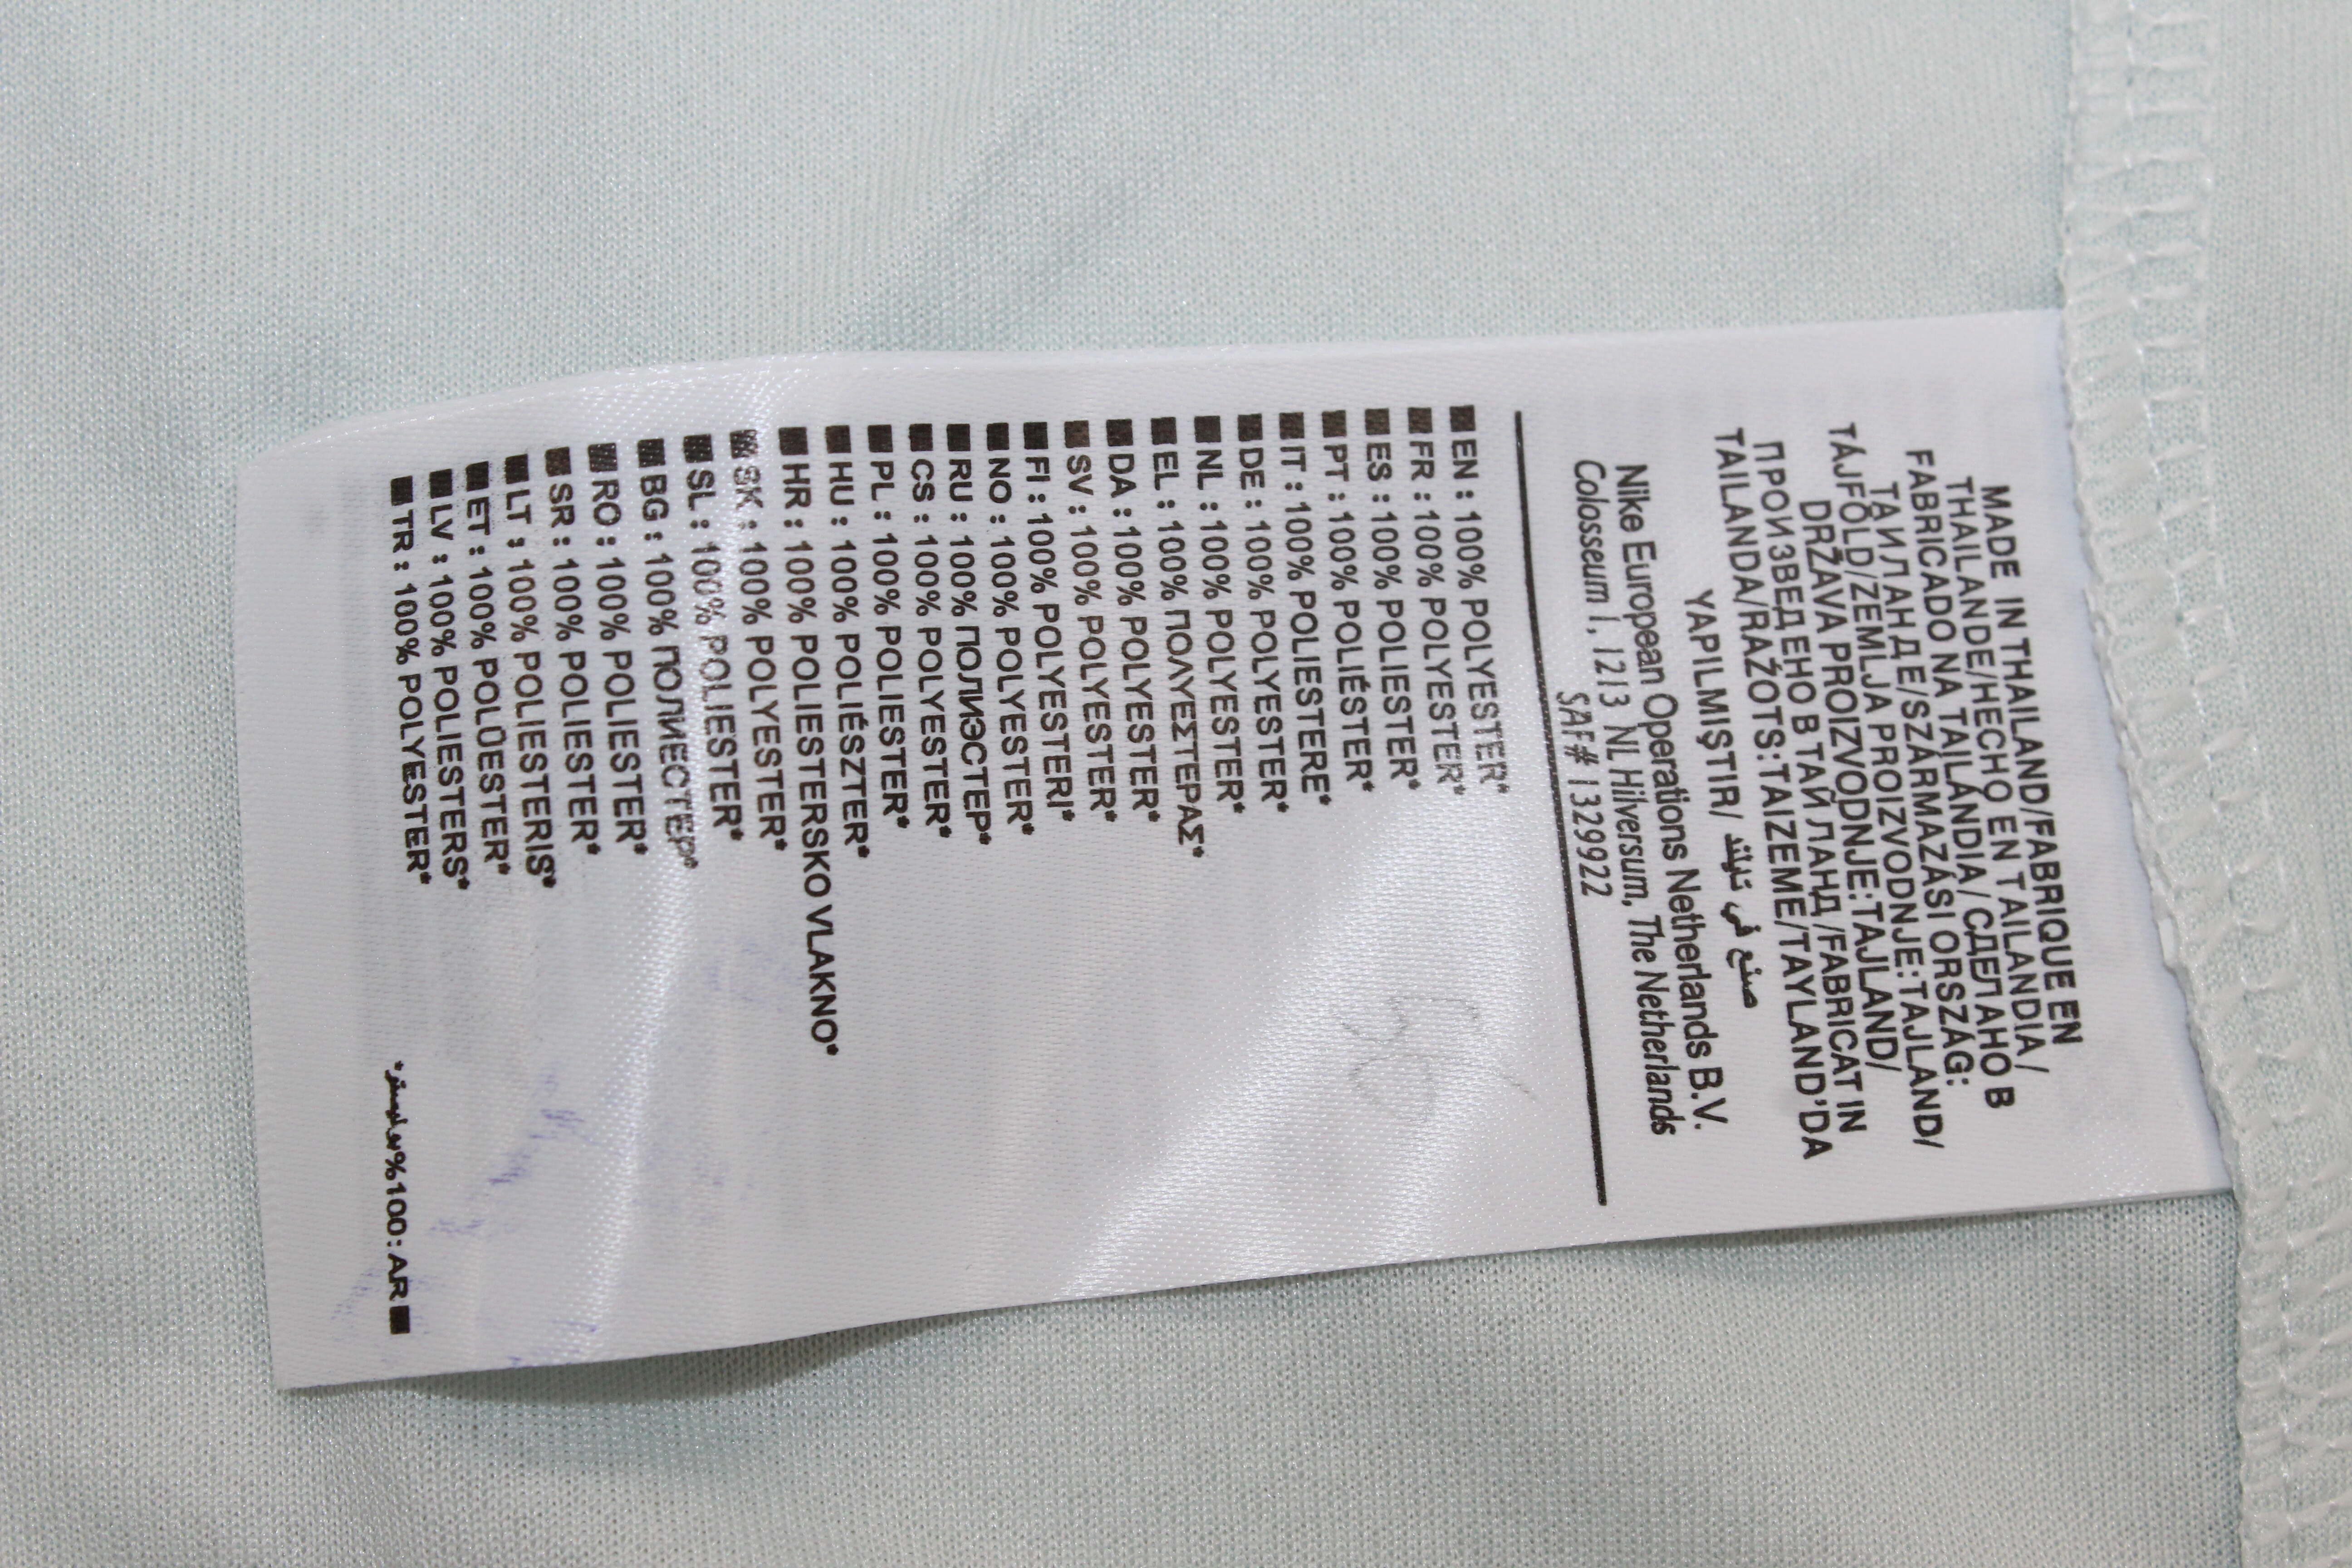 MADE IN THAILAND/FABRIQUE EN
THAILANDE/HECHO EN TAILANDIA/
FABRICADO NA TAILÁNDIA/СДЕЛАНО В
ТАИЛАНДЕ/SZÁRMAZÁSI ORSZÁG:
TÁJFÖLD/ZEMLJA PROIZVODNJE:TAJLAND/
DRŽAVA PROIZVODNJE:TAJLAND/
ПРОИЗВЕДЕНО В ТАЙЛАНД/FABRICAT IN
TAILANDA/RAŽOTS:TAIZEME/TAYLAND'DA
YAPILMIŞTIR/ صنع في تايلند
Nike European Operations Netherlands B.V.
Colosseum 1, 1213 NL Hilversum, The Netherlands
SAF# 1329922
■EN : 100% POLYESTER*
■FR : 100% POLYESTER*
■ES : 100% POLIESTER*
■PT : 100% POLIÉSTER*
■IT : 100% POLIESTERE*
■DE : 100% POLYESTER*
■NL : 100% POLYESTER*
■EL : 100% ΠΟΛΥΕΣΤΕΡΑΣ*
■DA : 100% POLYESTER*
■SV : 100% POLYESTER*
■FI : 100% POLYESTERI*
■NO : 100% POLYESTER*
■RU : 100% ПОЛИЭСТЕР*
■CS : 100% POLYESTER*
■PL : 100% POLIESTER*
■HU : 100% POLIÉSZTER*
■HR : 100% POLIESTERSKO VLAKNO*
■SK : 100% POLYESTER*
■SL : 100% POLIESTER*
■BG : 100% ПОЛИЕСТЕР*
■RO : 100% POLIESTER*
■SR : 100% POLIESTER*
■LT : 100% POLIESTERIS*
■ET : 100% POLÜESTER*
■LV : 100% POLIESTERS*
■TR : 100% POLYESTER*
■AR : 100% بوليستر*